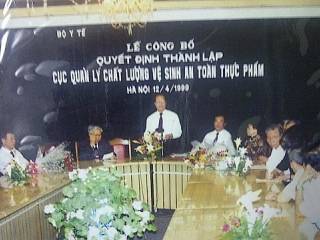 BỘ Y TẾ
LỄ CÔNG BỐ
QUYẾT ĐỊNH THÀNH LẬP
CỤC QUẢN LÝ CHẤT LƯỢNG VỆ SINH AN TOÀN THỰC PHẨM
HÀ NỘI 12/4/1999